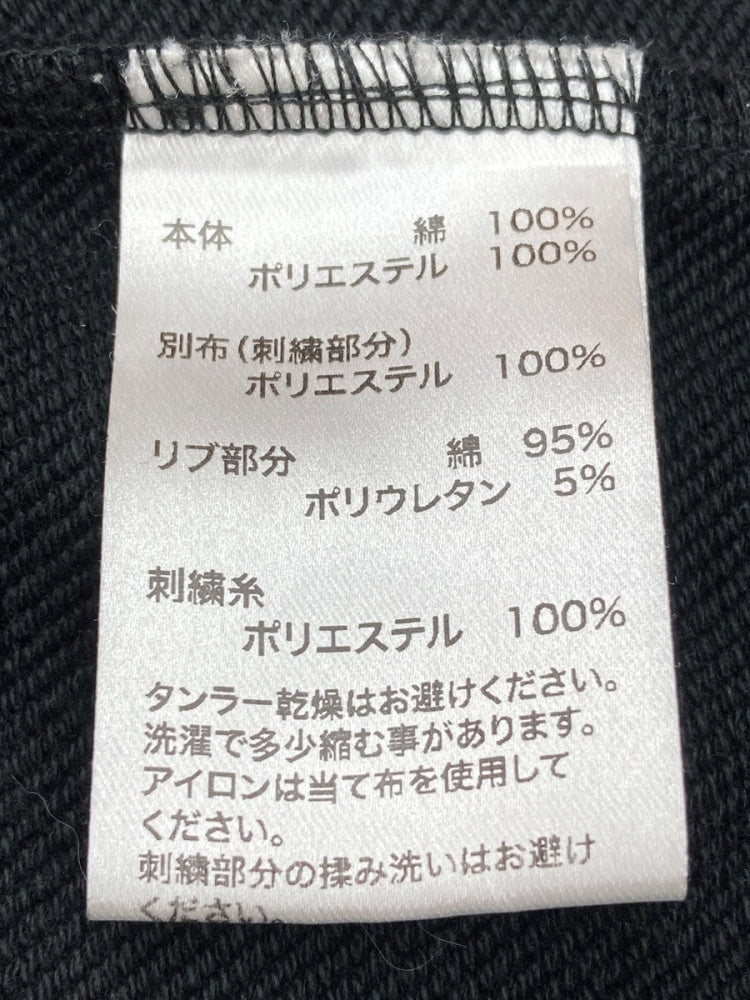 本体 綿 100%
ポリエステル 100%
別布(刺繍部分)
ポリエステル 100%
リブ部分 綿 95%
ポリウレタン 5%
刺繍糸
ポリエステル 100%
タンラー乾燥はお避けください。
洗濯で多少縮む事があります。
アイロンは当て布を使用して
ください。
刺繍部分の揉み洗いはお避け
ください。